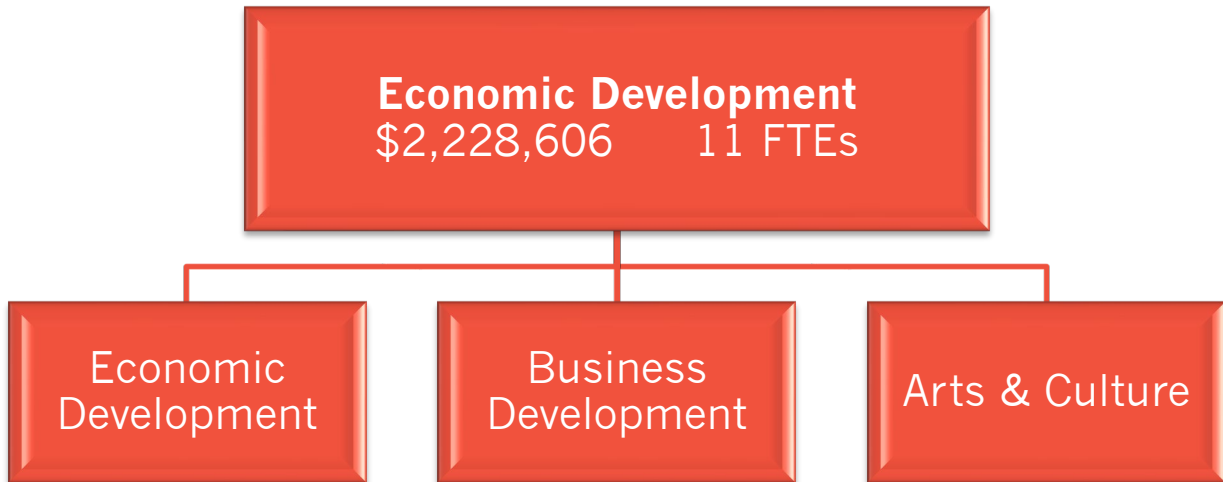 Economic Development
$2,228,606 11 FTEs
Economic
Development
Business
Development
Arts & Culture